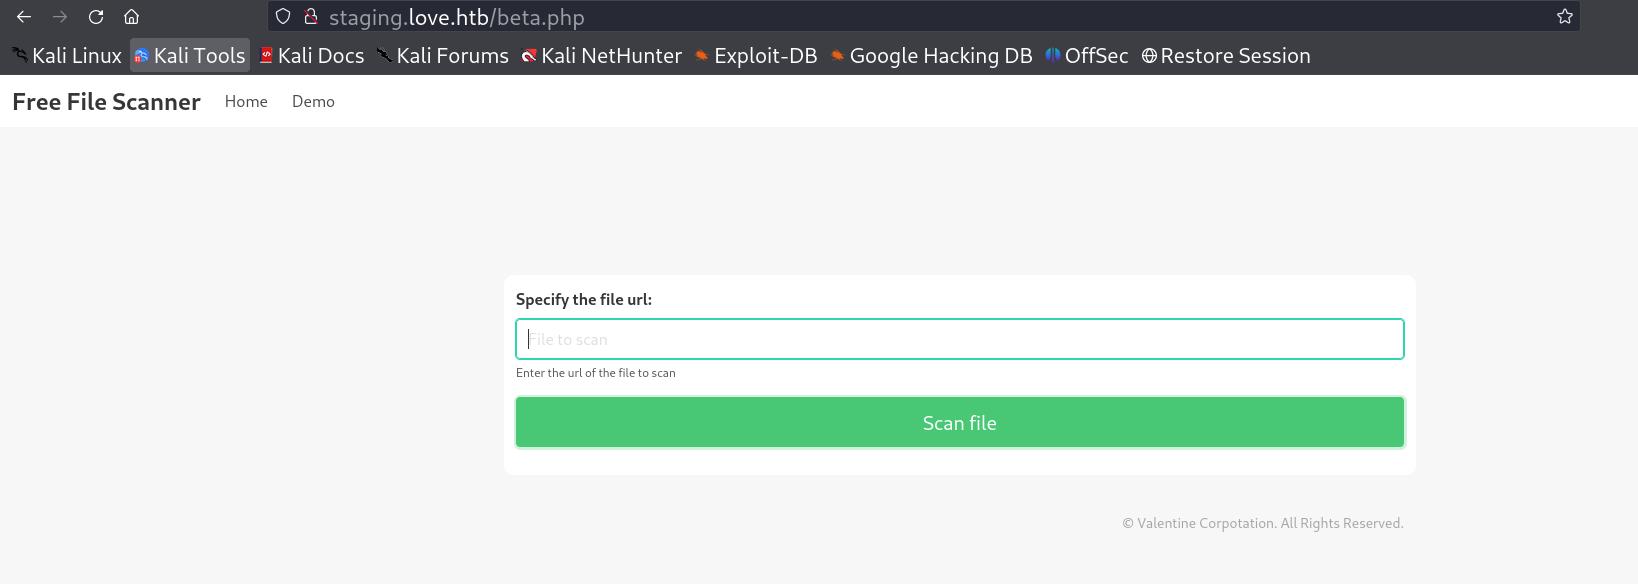 staging.love.htb/beta.php
Kali Linux Kali Tools Kali Docs Kali Forums Kali NetHunter Exploit-DB Google Hacking DB OffSec Restore Session
Free File Scanner Home Demo
Specify the file url:
File to scan
Enter the url of the file to scan
Scan file
© Valentine Corpotation. All Rights Reserved.